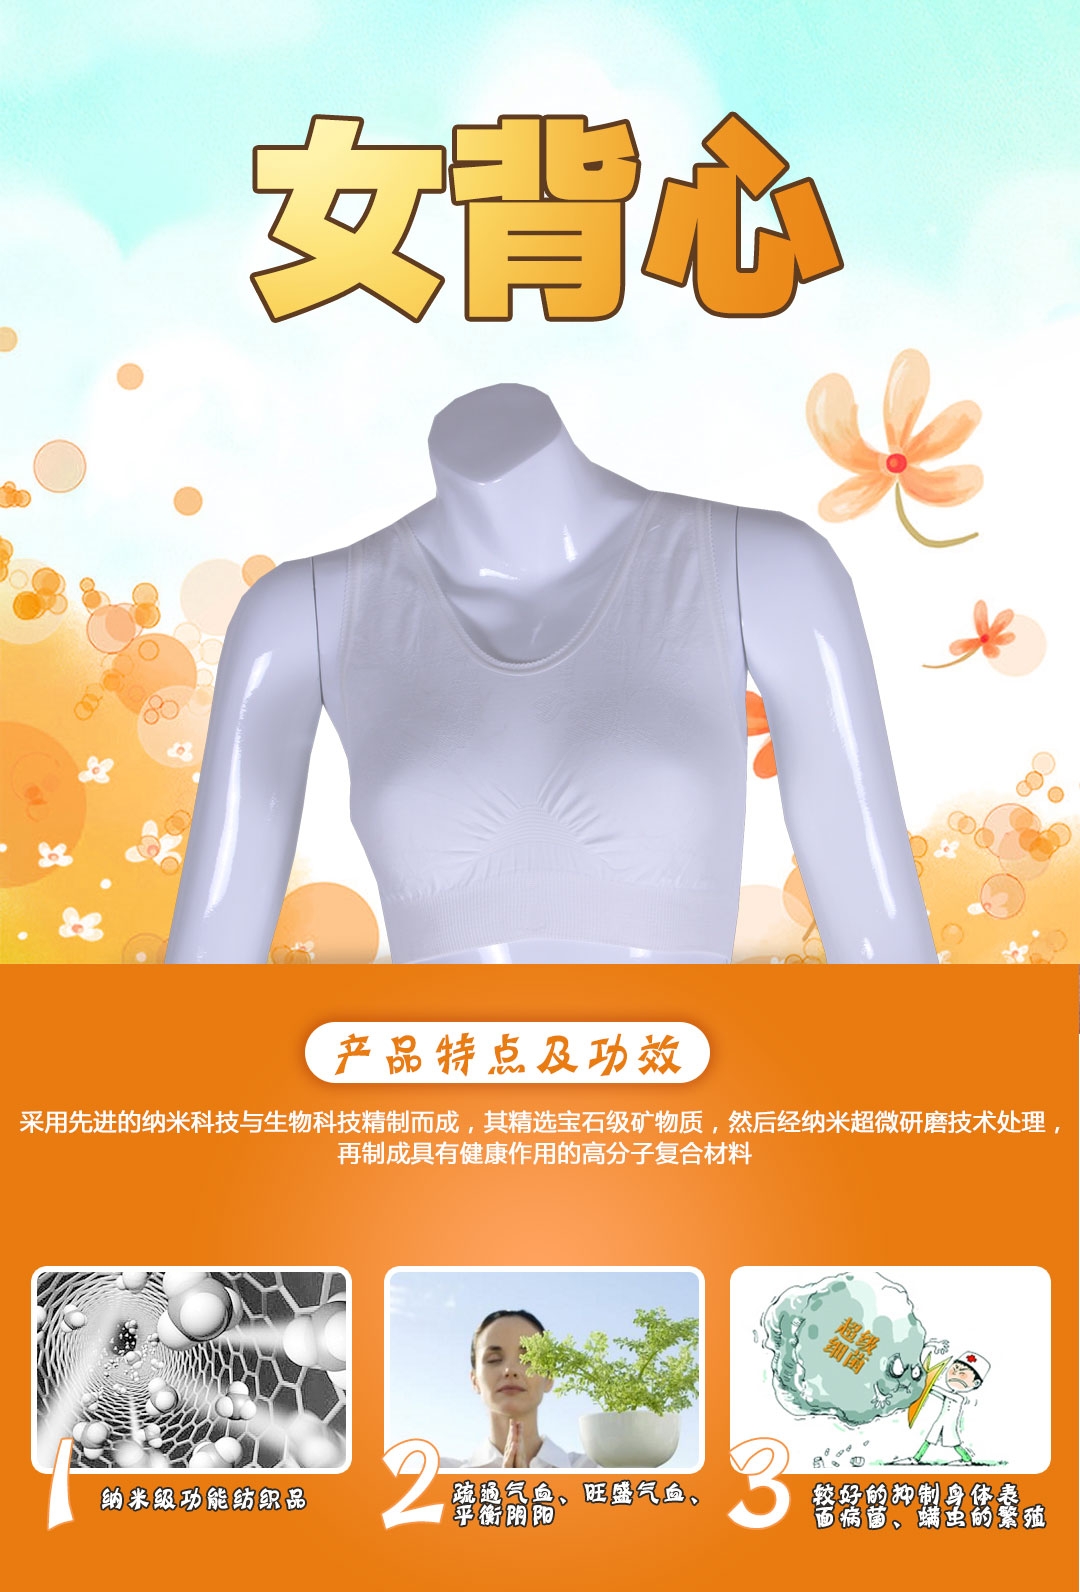 女背心
产品特点及功效
采用先进的纳米科技与生物科技精制而成，其精选宝石级矿物质，然后经纳米超微研磨技术处理，
再制成具有健康作用的高分子复合材料
超级
细菌
1 纳米级功能纺织品
2 疏通气血、旺盛气血、
平衡阴阳
3 较好的抑制身体表
面病菌、螨虫的繁殖